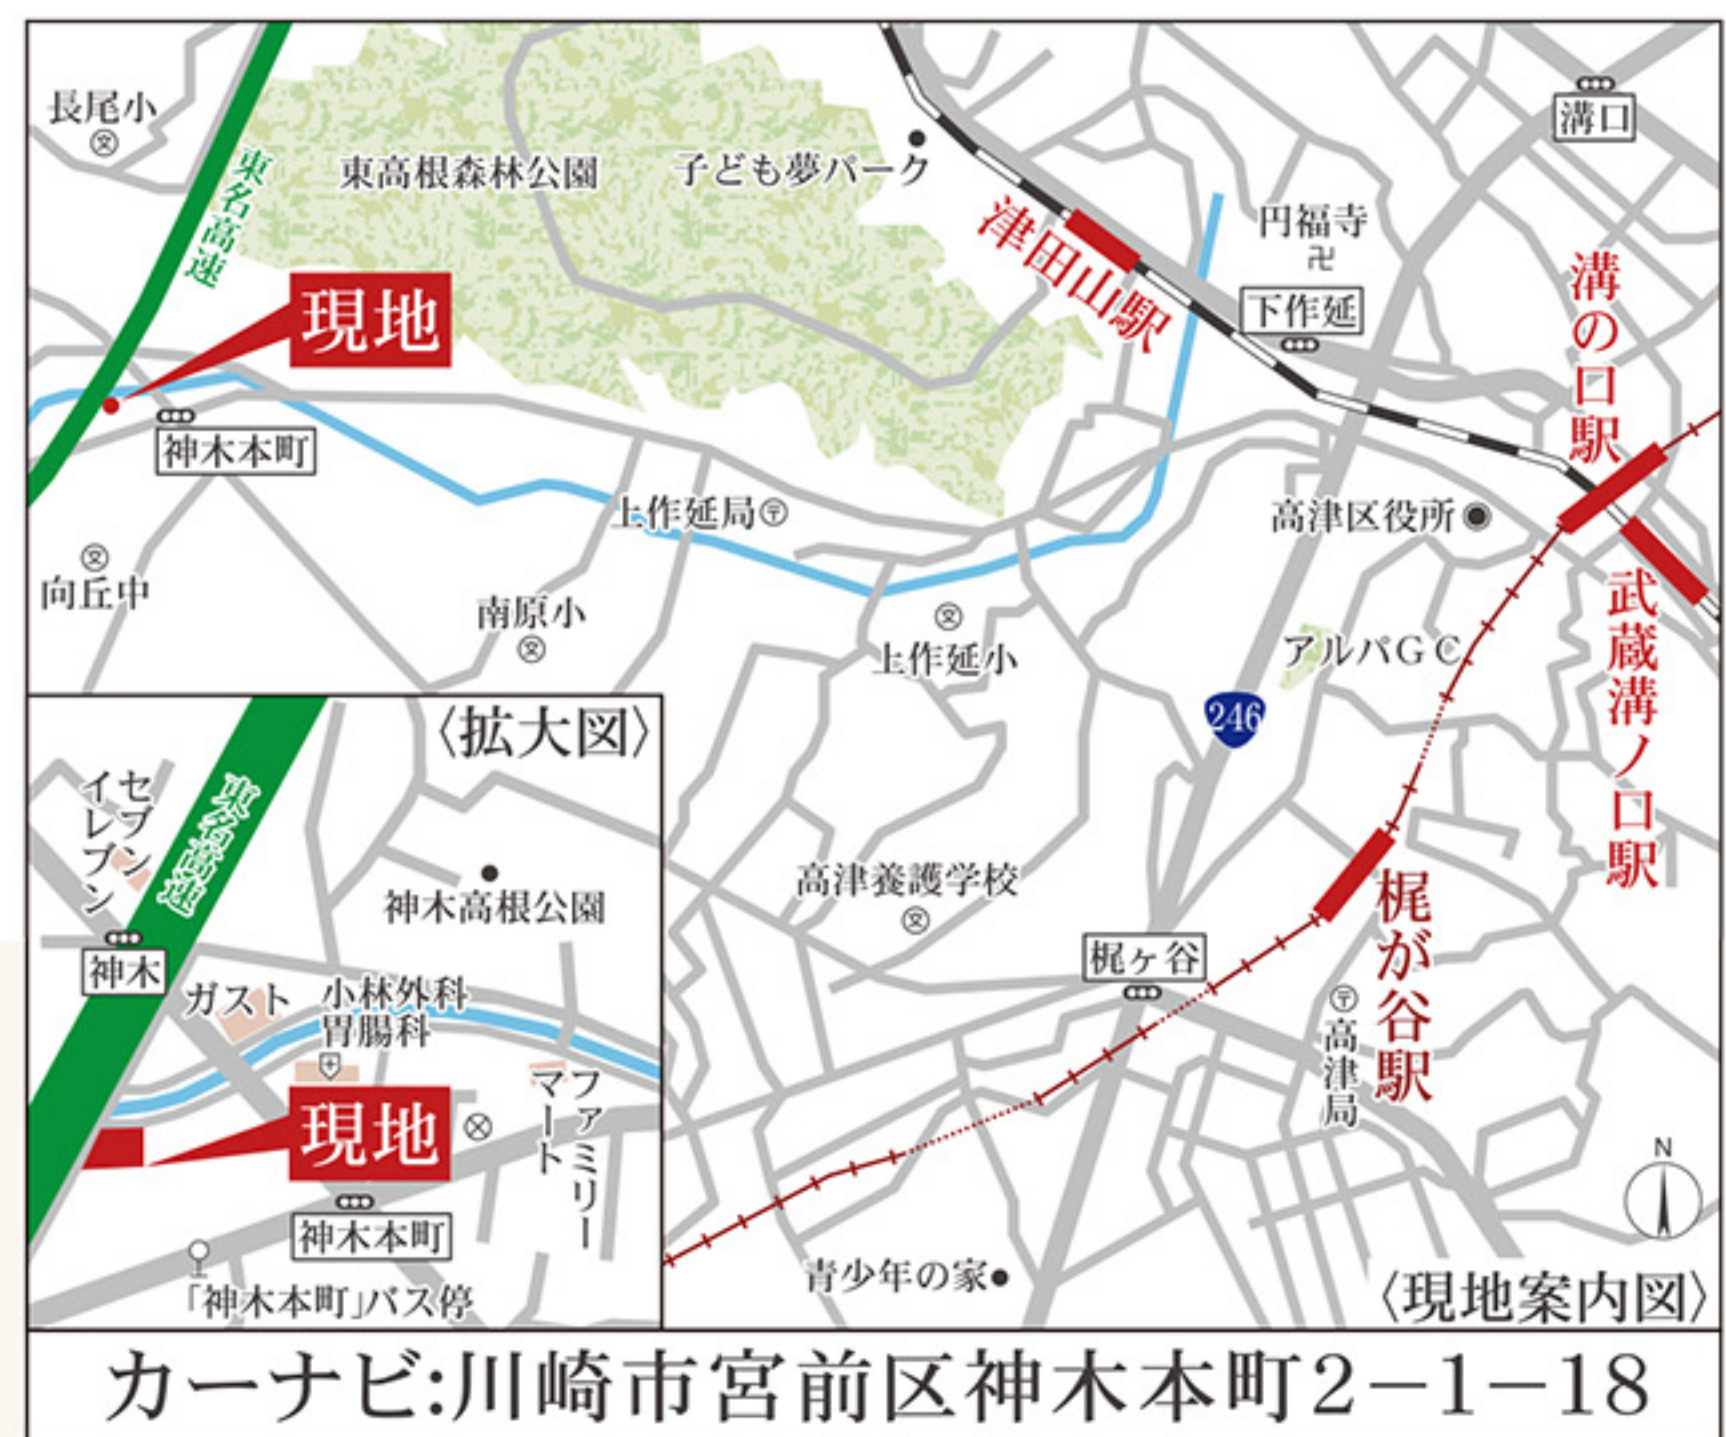 長尾小
東名高速
東高根森林公園
子ども夢パーク
津田山駅
円福寺
下作延
溝口
溝の口駅
現地
神木本町
上作延局
高津区役所
向丘中
南原小
上作延小
アルパGC
武蔵溝ノ口駅
246
高津養護学校
梶ヶ谷
梶が谷駅
高津局
青少年の家
N
〈現地案内図〉
〈拡大図〉
セブン
イレブン
東名高速
神木高根公園
神木
ガスト
小林外科
胃腸科
現地
ファミリー
マート
神木本町
「神木本町」バス停
カーナビ:川崎市宮前区神木本町2−1−18